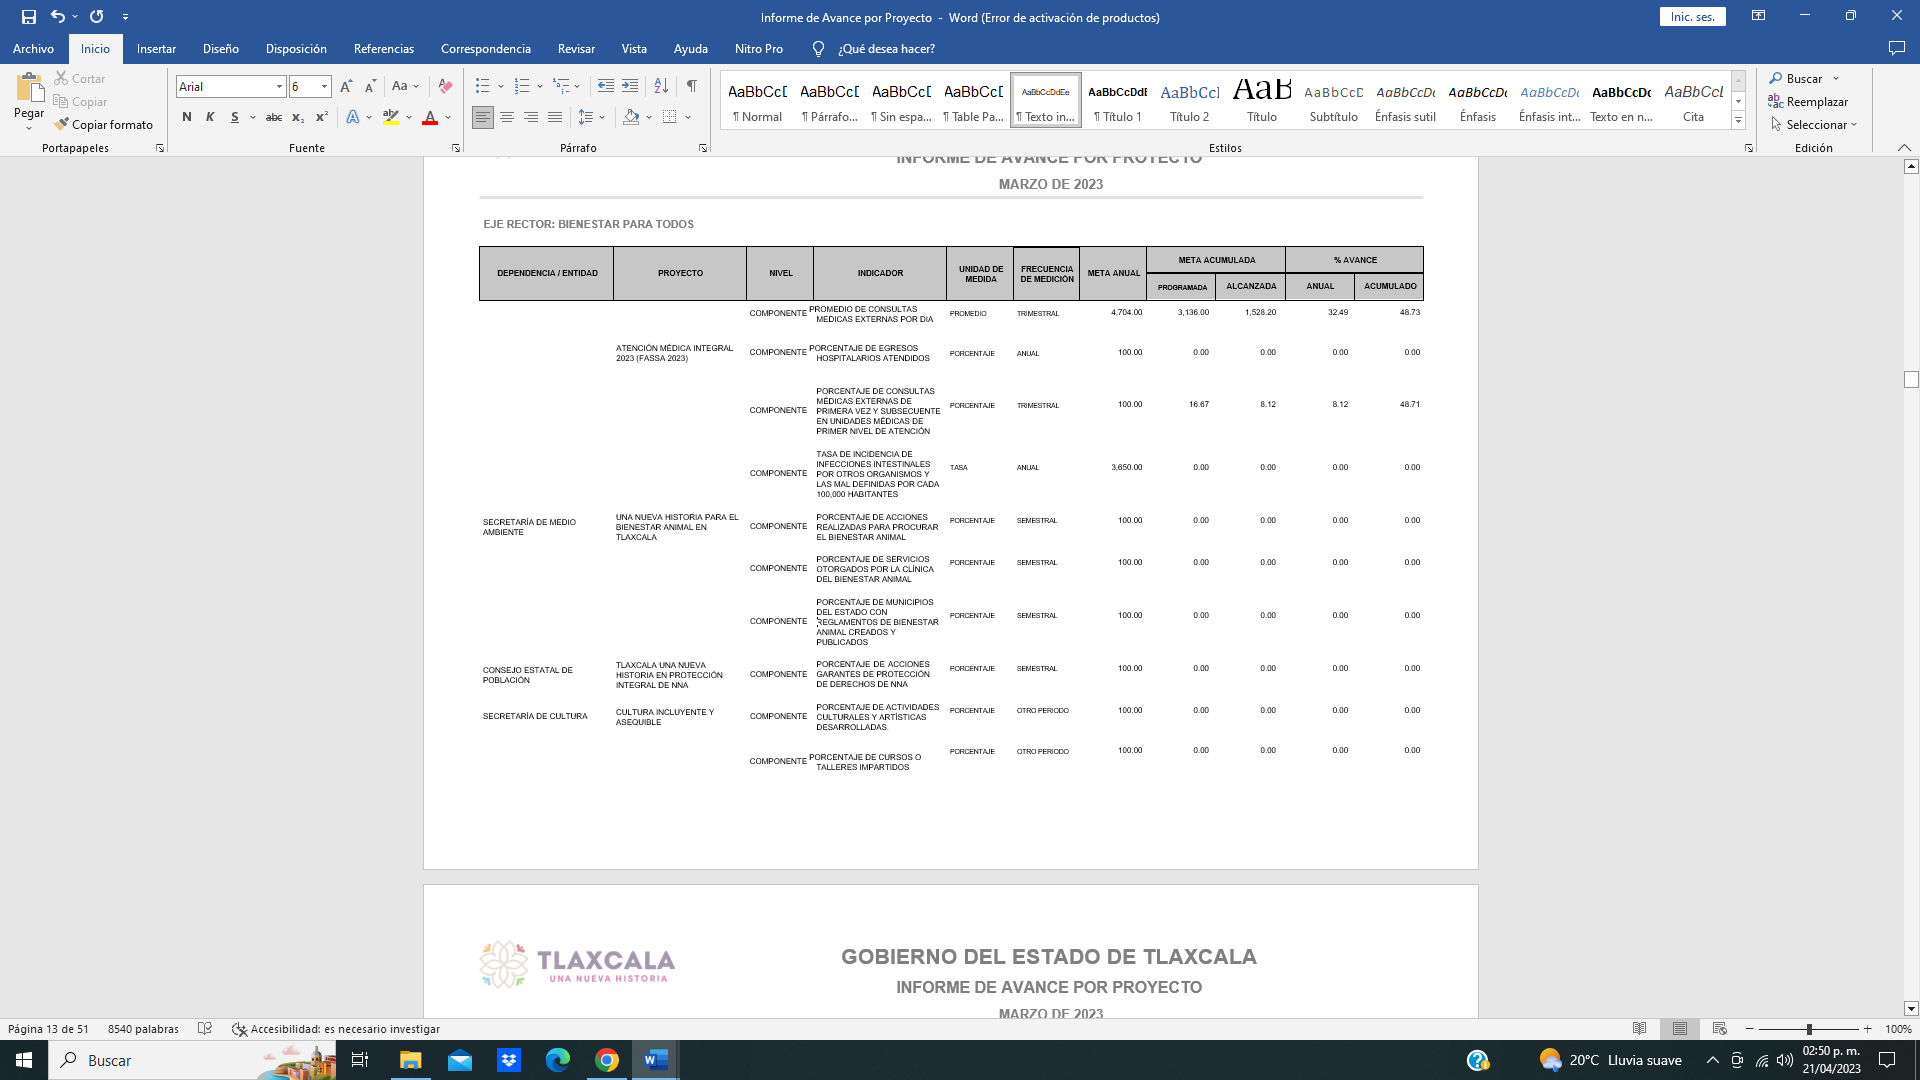 Informe de Avance por Proyecto - Word (Error de activación de productos)
Inic. ses.
Archivo Inicio Insertar Diseño Disposición Referencias Correspondencia Revisar Vista Ayuda Nitro Pro ¿Qué desea hacer?
Pegar
Cortar
Copiar
Copiar formato
Portapapeles
Arial 6
Aa
N K S abc x₂ x²
Fuente
Párrafo
AaBbCcDdEe
¶ Normal ¶ Párrafo... ¶ Sin espa... ¶ Table Pa... ¶ Texto in... ¶ Título 1 Título 2 Título Subtítulo Énfasis sutil Énfasis Énfasis int... Texto en n... Cita
Estilos
Buscar
Reemplazar
Seleccionar
Edición
INFORME DE AVANCE POR PROYECTO
MARZO DE 2023
EJE RECTOR: BIENESTAR PARA TODOS
DEPENDENCIA / ENTIDAD PROYECTO NIVEL INDICADOR UNIDAD DE MEDIDA FRECUENCIA DE MEDICIÓN META ANUAL META ACUMULADA % AVANCE
PROGRAMADA ALCANZADA ANUAL ACUMULADO
COMPONENTE PROMEDIO DE CONSULTAS
MEDICAS EXTERNAS POR DIA PROMEDIO TRIMESTRAL 4,704.00 3,136.00 1,528.20 32.49 48.73
ATENCIÓN MÉDICA INTEGRAL
2023 (FASSA 2023)
COMPONENTE PORCENTAJE DE EGRESOS
HOSPITALARIOS ATENDIDOS PORCENTAJE ANUAL 100.00 0.00 0.00 0.00 0.00
COMPONENTE
PORCENTAJE DE CONSULTAS
MÉDICAS EXTERNAS DE
PRIMERA VEZ Y SUBSECUENTE
EN UNIDADES MÉDICAS DE
PRIMER NIVEL DE ATENCIÓN
PORCENTAJE TRIMESTRAL 100.00 16.67 8.12 8.12 48.71
COMPONENTE
TASA DE INCIDENCIA DE
INFECCIONES INTESTINALES
POR OTROS ORGANISMOS Y
LAS MAL DEFINIDAS POR CADA
100,000 HABITANTES
TASA ANUAL 3,650.00 0.00 0.00 0.00 0.00
SECRETARÍA DE MEDIO
AMBIENTE
UNA NUEVA HISTORIA PARA EL
BIENESTAR ANIMAL EN
TLAXCALA
COMPONENTE
PORCENTAJE DE ACCIONES
REALIZADAS PARA PROCURAR
EL BIENESTAR ANIMAL
PORCENTAJE SEMESTRAL 100.00 0.00 0.00 0.00 0.00
COMPONENTE
PORCENTAJE DE SERVICIOS
OTORGADOS POR LA CLÍNICA
DEL BIENESTAR ANIMAL
PORCENTAJE SEMESTRAL 100.00 0.00 0.00 0.00 0.00
COMPONENTE
PORCENTAJE DE MUNICIPIOS
DEL ESTADO CON
REGLAMENTOS DE BIENESTAR
ANIMAL CREADOS Y
PUBLICADOS
PORCENTAJE SEMESTRAL 100.00 0.00 0.00 0.00 0.00
CONSEJO ESTATAL DE
POBLACIÓN
TLAXCALA UNA NUEVA
HISTORIA EN PROTECCIÓN
INTEGRAL DE NNA
COMPONENTE
PORCENTAJE DE ACCIONES
GARANTES DE PROTECCIÓN
DE DERECHOS DE NNA
PORCENTAJE SEMESTRAL 100.00 0.00 0.00 0.00 0.00
SECRETARÍA DE CULTURA
CULTURA INCLUYENTE Y
ASEQUIBLE
COMPONENTE
PORCENTAJE DE ACTIVIDADES
CULTURALES Y ARTÍSTICAS
DESARROLLADAS.
PORCENTAJE OTRO PERIODO 100.00 0.00 0.00 0.00 0.00
COMPONENTE PORCENTAJE DE CURSOS O
TALLERES IMPARTIDOS
PORCENTAJE OTRO PERIODO 100.00 0.00 0.00 0.00 0.00
TLAXCALA
UNA NUEVA HISTORIA
GOBIERNO DEL ESTADO DE TLAXCALA
INFORME DE AVANCE POR PROYECTO
MARZO DE 2023
Página 13 de 51 8540 palabras Accesibilidad: es necesario investigar
100%
Buscar
20°C Lluvia suave
02:50 p. m.
21/04/2023